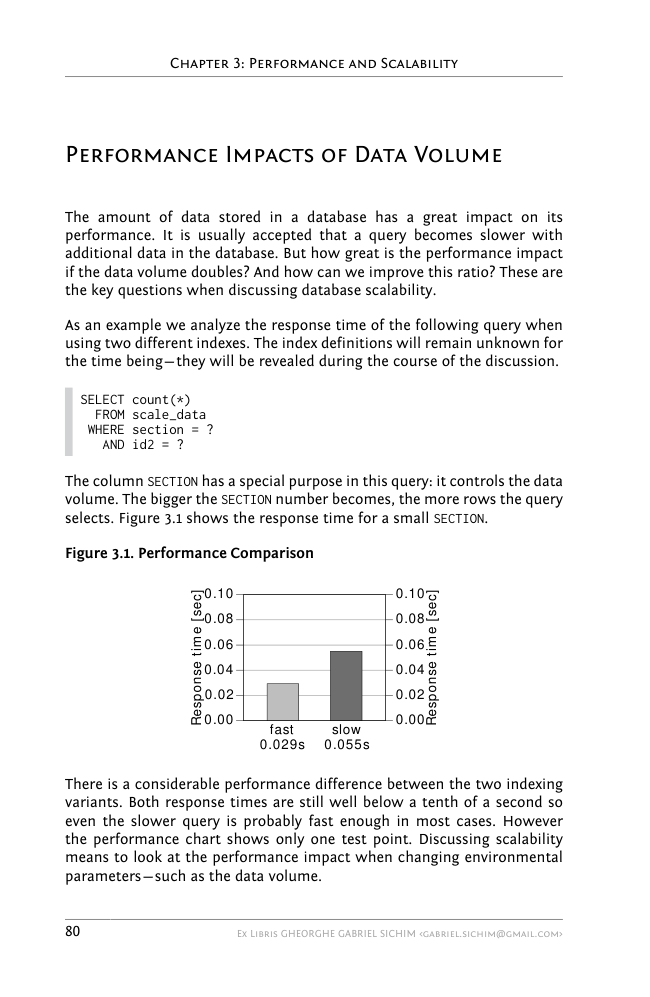 Chapter 3: Performance and Scalability
Performance Impacts of Data Volume
The amount of data stored in a database has a great impact on its
performance. It is usually accepted that a query becomes slower with
additional data in the database. But how great is the performance impact
if the data volume doubles? And how can we improve this ratio? These are
the key questions when discussing database scalability.
As an example we analyze the response time of the following query when
using two different indexes. The index definitions will remain unknown for
the time being—they will be revealed during the course of the discussion.
SELECT count(*)
FROM scale_data
WHERE section = ?
AND id2 = ?
The column SECTION has a special purpose in this query: it controls the data
volume. The bigger the SECTION number becomes, the more rows the query
selects. Figure 3.1 shows the response time for a small SECTION.
Figure 3.1. Performance Comparison
Response time [sec]
0.10
0.08
0.06
0.04
0.02
0.00
0.10
0.08
0.06
0.04
0.02
0.00
Response time [sec]
fast slow
0.029s 0.055s
There is a considerable performance difference between the two indexing
variants. Both response times are still well below a tenth of a second so
even the slower query is probably fast enough in most cases. However
the performance chart shows only one test point. Discussing scalability
means to look at the performance impact when changing environmental
parameters—such as the data volume.
80 Ex Libris GHEORGHE GABRIEL SICHIM <gabriel.sichim@gmail.com>